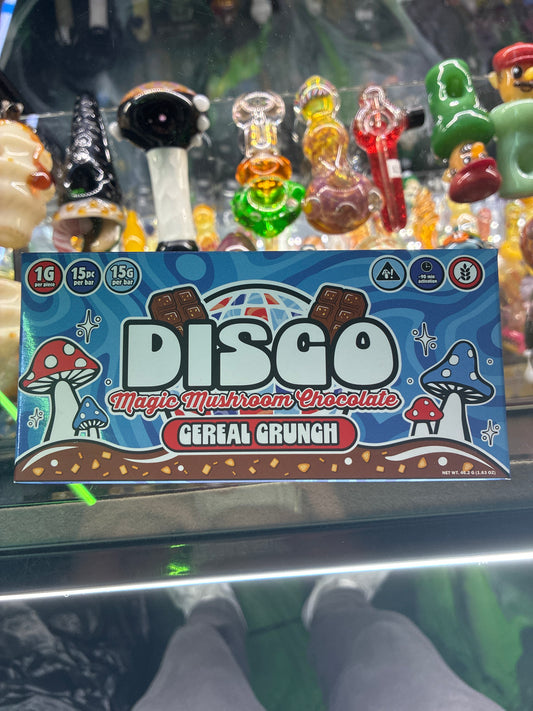 1G
per piece
15pc
per bar
15G
per bar
~90 min
activation
DISCO
Magic Mushroom Chocolate
CEREAL CRUNCH
NET WT. 46.2 G (1.63 OZ)